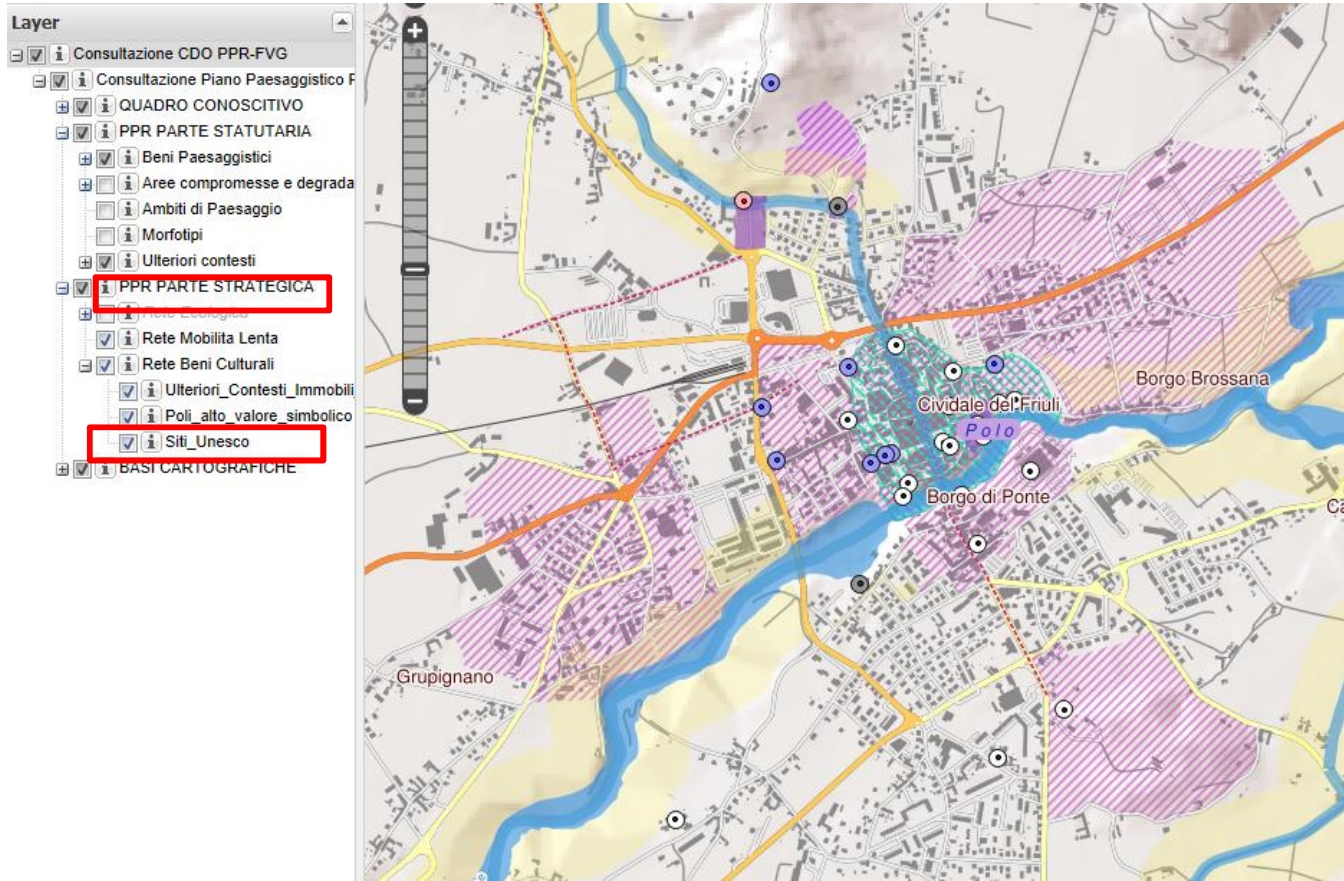 Layer
Consultazione CDO PPR-FVG
Consultazione Piano Paesaggistico
QUADRO CONOSCITIVO
PPR PARTE STATUTARIA
Beni Paesaggistici
Aree compromesse e degrada
Ambiti di Paesaggio
Morfotipi
Ulteriori contesti
PPR PARTE STRATEGICA
Rete Ecologica
Rete Mobilita Lenta
Rete Beni Culturali
Ulteriori_Contesti_Immobili
Poli_alto_valore_simbolico
Siti_Unesco
BASI CARTOGRAFICHE
Borgo Brossana
Cividale del Friuli
Polo
Borgo di Ponte
Ca
Grupignano